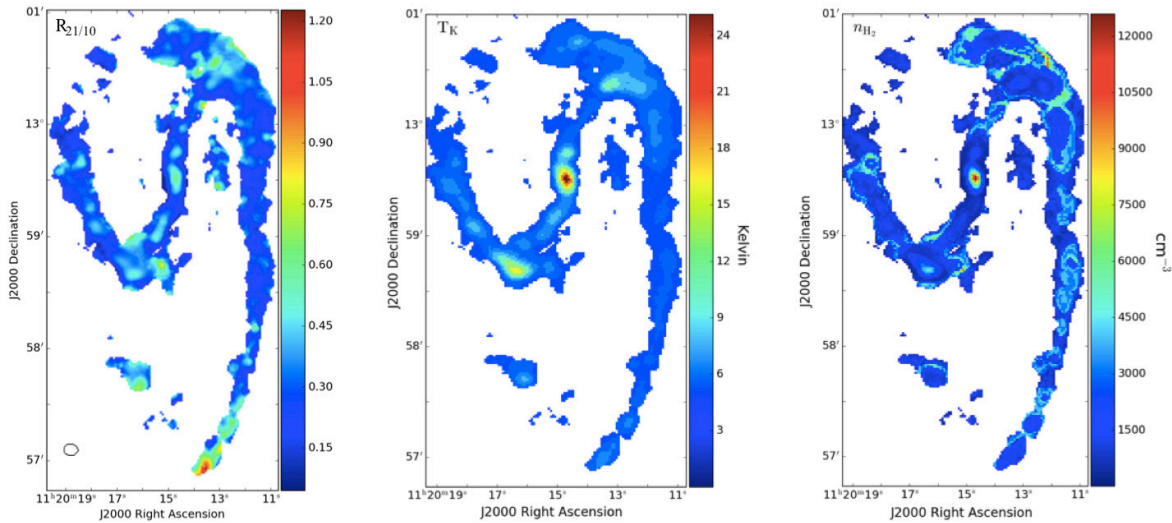 R21/10
01′
13°
59′
58′
57′
J2000 Declination
11ʰ20ᵐ19ˢ 17ˢ 15ˢ 13ˢ 11ˢ
J2000 Right Ascension
1.20
1.05
0.90
0.75
0.60
0.45
0.30
0.15
TK
01′
13°
59′
58′
57′
J2000 Declination
11ʰ20ᵐ19ˢ 17ˢ 15ˢ 13ˢ 11ˢ
J2000 Right Ascension
24
21
18
15
12
9
6
3
Kelvin
nH2
01′
13°
59′
58′
57′
J2000 Declination
11ʰ20ᵐ19ˢ 17ˢ 15ˢ 13ˢ 11ˢ
J2000 Right Ascension
12000
10500
9000
7500
6000
4500
3000
1500
cm⁻³